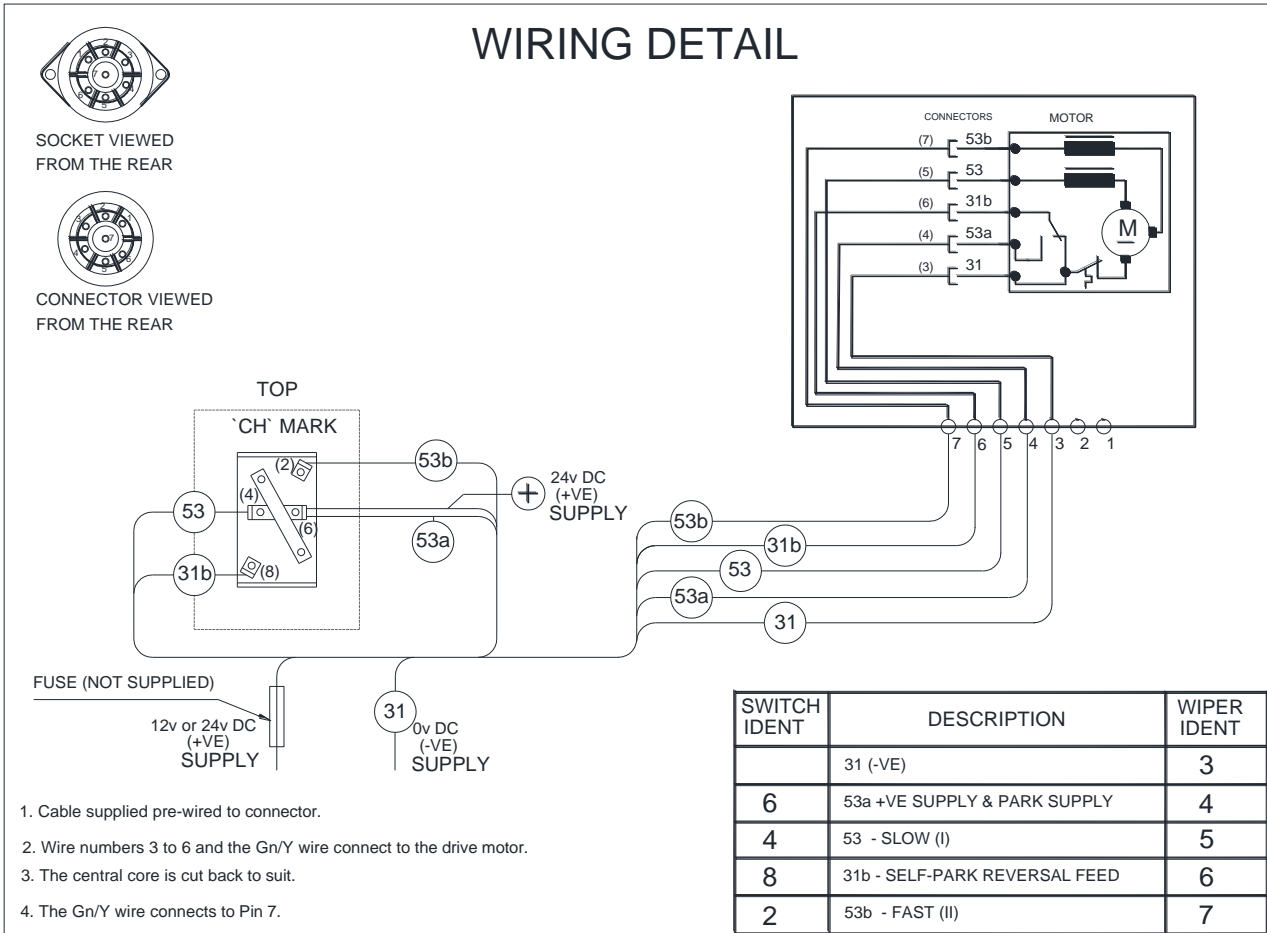 WIRING DETAIL
SOCKET VIEWED
FROM THE REAR
CONNECTOR VIEWED
FROM THE REAR
CONNECTORS
MOTOR
(7) 53b
(5) 53
(6) 31b
(4) 53a
(3) 31
M
7 6 5 4 3 2 1
TOP
`CH` MARK
(2)
(4)
(6)
(8)
53
31b
53b
53a
+
24v DC
(+VE)
SUPPLY
53b
31b
53
53a
31
FUSE (NOT SUPPLIED)
12v or 24v DC
(+VE)
SUPPLY
31
0v DC
(-VE)
SUPPLY
1. Cable supplied pre-wired to connector.
2. Wire numbers 3 to 6 and the Gn/Y wire connect to the drive motor.
3. The central core is cut back to suit.
4. The Gn/Y wire connects to Pin 7.
SWITCH IDENT DESCRIPTION WIPER IDENT
31 (-VE) 3
6 53a +VE SUPPLY & PARK SUPPLY 4
4 53 - SLOW (I) 5
8 31b - SELF-PARK REVERSAL FEED 6
2 53b - FAST (II) 7